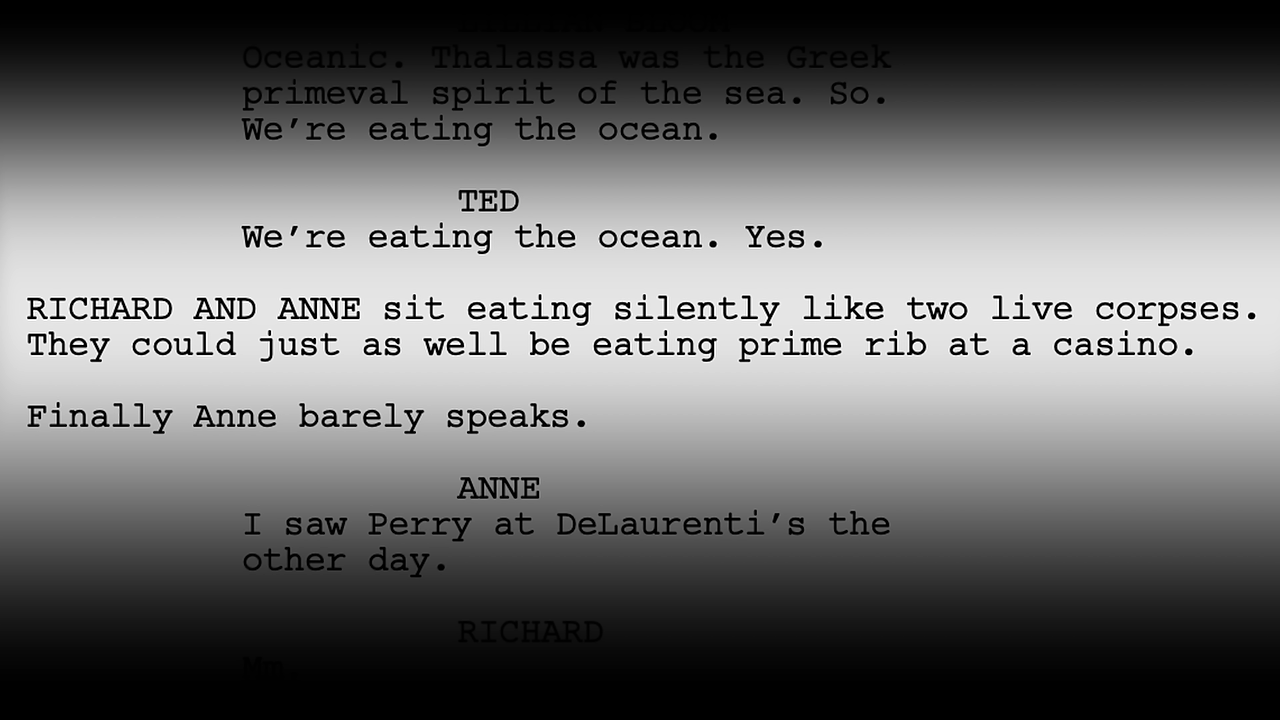 Oceanic. Thalassa was the Greek
primeval spirit of the sea. So.
We’re eating the ocean.
TED
We’re eating the ocean. Yes.
RICHARD AND ANNE sit eating silently like two live corpses.
They could just as well be eating prime rib at a casino.
Finally Anne barely speaks.
ANNE
I saw Perry at DeLaurenti’s the
other day.
RICHARD
Mm.